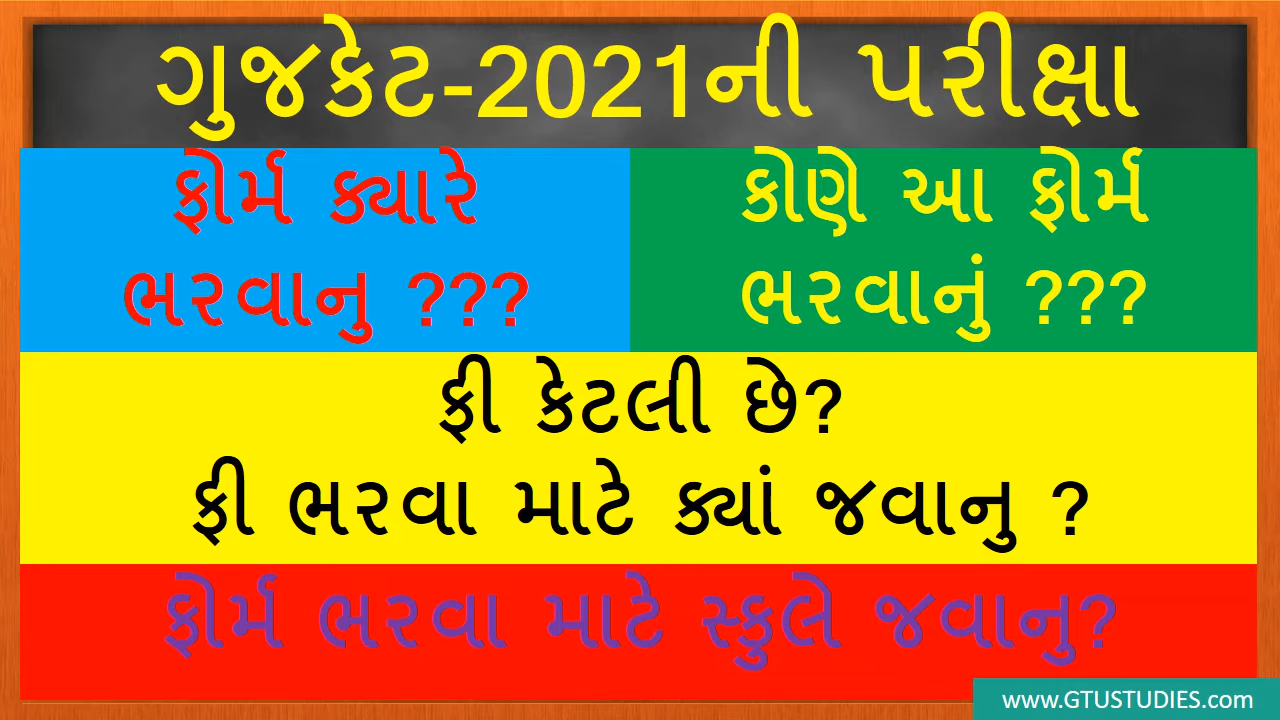 ગુજકેટ-2021ની પરીક્ષા
ફોર્મ ક્યારે
ભરવાનુ ???
કોણે આ ફોર્મ
ભરવાનું ???
ફી કેટલી છે?
ફી ભરવા માટે ક્યાં જવાનુ ?
ફોર્મ ભરવા માટે સ્કુલે જવાનુ?
www.GTUSTUDIES.com